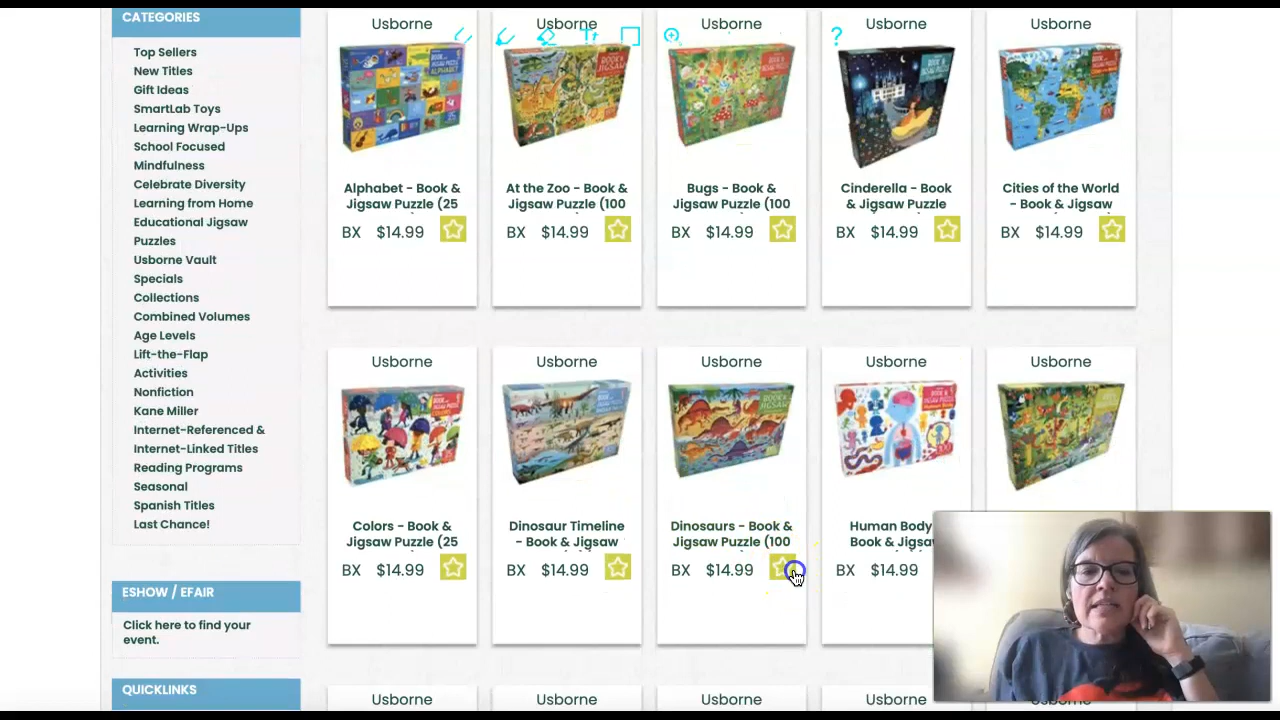 CATEGORIES
Top Sellers
New Titles
Gift Ideas
SmartLab Toys
Learning Wrap-Ups
School Focused
Mindfulness
Celebrate Diversity
Learning from Home
Educational Jigsaw
Puzzles
Usborne Vault
Specials
Collections
Combined Volumes
Age Levels
Lift-the-Flap
Activities
Nonfiction
Kane Miller
Internet-Referenced &
Internet-Linked Titles
Reading Programs
Seasonal
Spanish Titles
Last Chance!
ESHOW / EFAIR
Click here to find your
event.
QUICKLINKS
Usborne
Alphabet - Book &
Jigsaw Puzzle (25
BX $14.99
Usborne
At the Zoo - Book &
Jigsaw Puzzle (100
BX $14.99
Usborne
Bugs - Book &
Jigsaw Puzzle (100
BX $14.99
Usborne
Cinderella - Book
& Jigsaw Puzzle
BX $14.99
Usborne
Cities of the World
- Book & Jigsaw
BX $14.99
Usborne
Colors - Book &
Jigsaw Puzzle (25
BX $14.99
Usborne
Dinosaur Timeline
- Book & Jigsaw
BX $14.99
Usborne
Dinosaurs - Book &
Jigsaw Puzzle (100
BX $14.99
Usborne
Human Body
Book & Jigsaw
BX $14.99
Usborne
Usborne
Usborne
Usborne
Usborne
Tt
?